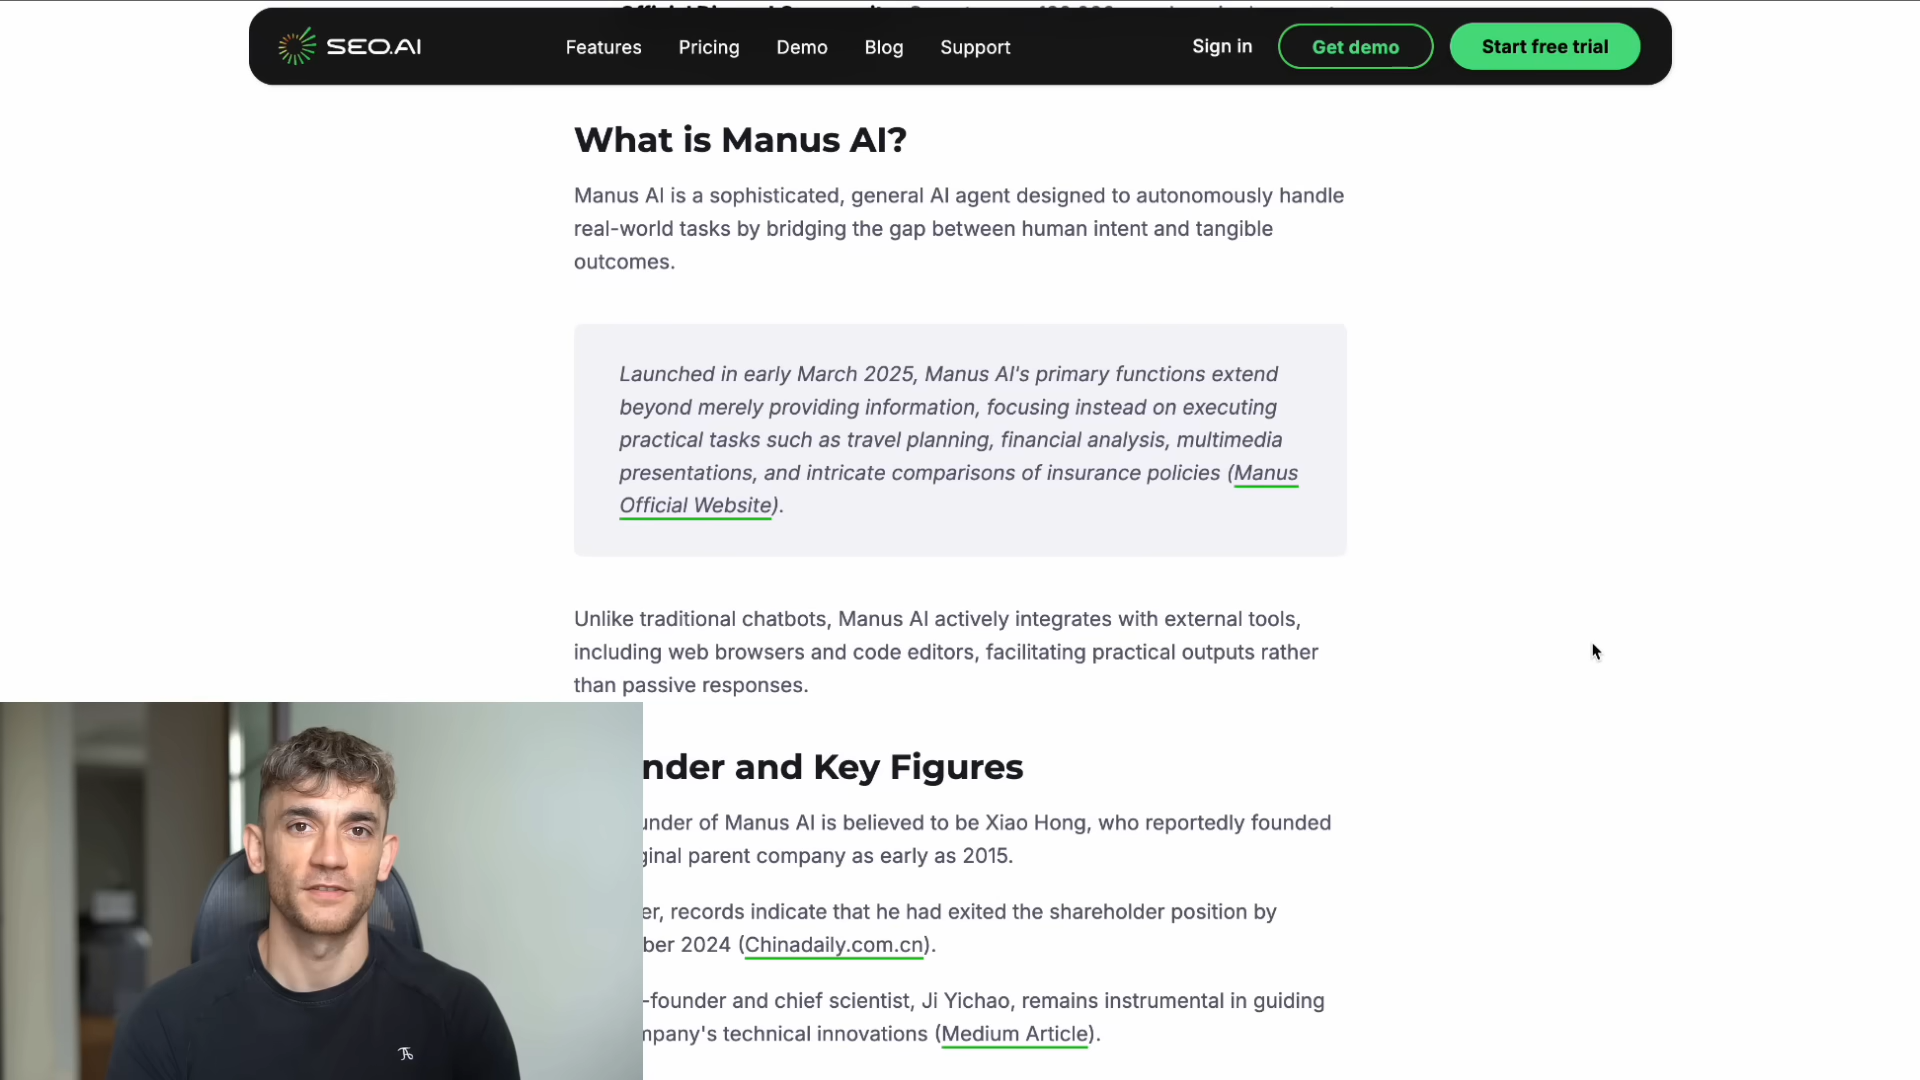 SEO.AI
Features
Pricing
Demo
Blog
Support
Sign in
Get demo
Start free trial
What is Manus AI?
Manus AI is a sophisticated, general AI agent designed to autonomously handle
real-world tasks by bridging the gap between human intent and tangible
outcomes.
Launched in early March 2025, Manus AI's primary functions extend
beyond merely providing information, focusing instead on executing
practical tasks such as travel planning, financial analysis, multimedia
presentations, and intricate comparisons of insurance policies (Manus
Official Website).
Unlike traditional chatbots, Manus AI actively integrates with external tools,
including web browsers and code editors, facilitating practical outputs rather
than passive responses.
nder and Key Figures
under of Manus AI is believed to be Xiao Hong, who reportedly founded
ginal parent company as early as 2015.
er, records indicate that he had exited the shareholder position by
ber 2024 (Chinadaily.com.cn).
-founder and chief scientist, Ji Yichao, remains instrumental in guiding
mpany's technical innovations (Medium Article).